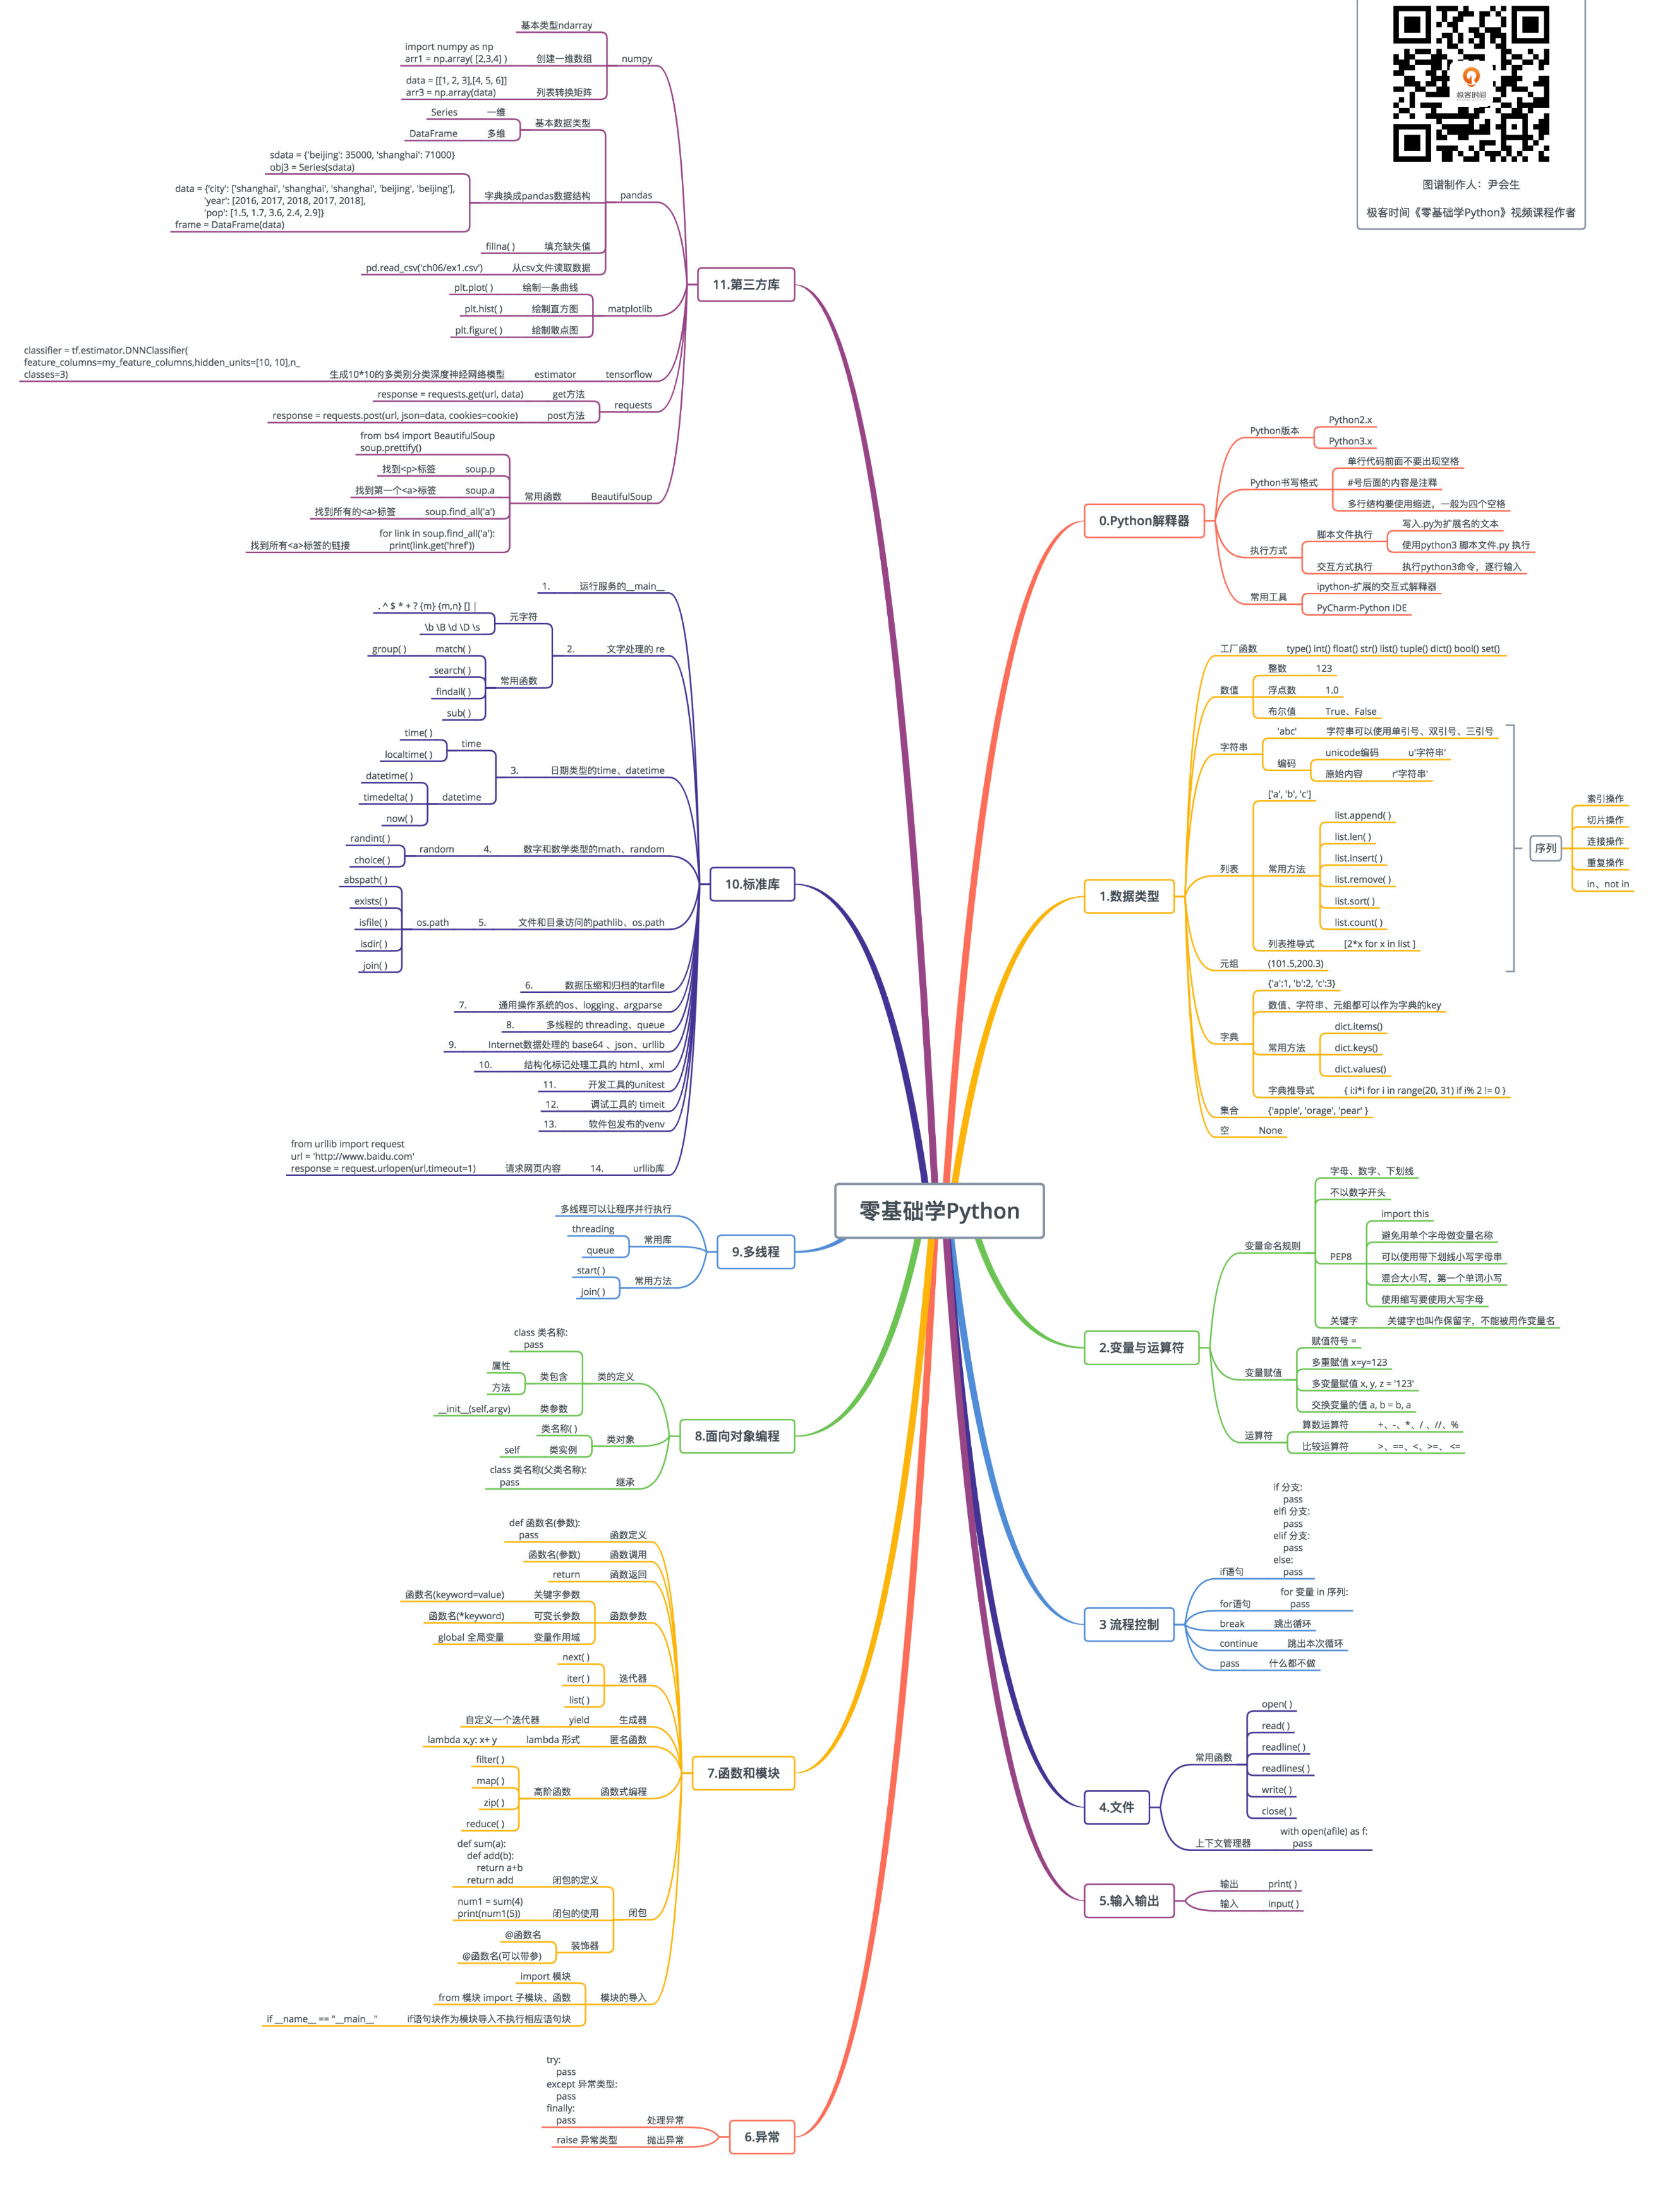 极客时间
图谱制作人：尹会生
极客时间《零基础学Python》视频课程作者
零基础学Python
0.Python解释器
Python版本
Python2.x
Python3.x
Python书写格式
单行代码前面不要出现空格
#号后面的内容是注释
多行结构要使用缩进，一般为四个空格
执行方式
脚本文件执行
写入.py为扩展名的文本
使用python3 脚本文件.py 执行
交互方式执行
执行python3命令，逐行输入
常用工具
ipython-扩展的交互式解释器
PyCharm-Python IDE
1.数据类型
工厂函数
type() int() float() str() list() tuple() dict() bool() set()
数值
整数
123
浮点数
1.0
布尔值
True、False
字符串
'abc'
字符串可以使用单引号、双引号、三引号
编码
unicode编码
u'字符串'
原始内容
r'字符串'
列表
['a', 'b', 'c']
常用方法
list.append( )
list.len( )
list.insert( )
list.remove( )
list.sort( )
list.count( )
列表推导式
[2*x for x in list ]
元组
(101.5,200.3)
序列
索引操作
切片操作
连接操作
重复操作
in、not in
字典
{'a':1, 'b':2, 'c':3}
数值、字符串、元组都可以作为字典的key
常用方法
dict.items()
dict.keys()
dict.values()
字典推导式
{ i:i*i for i in range(20, 31) if i% 2 != 0 }
集合
{'apple', 'orage', 'pear' }
空
None
2.变量与运算符
变量命名规则
字母、数字、下划线
不以数字开头
PEP8
import this
避免用单个字母做变量名称
可以使用带下划线小写字母串
混合大小写，第一个单词小写
使用缩写要使用大写字母
关键字
关键字也叫作保留字，不能被用作变量名
变量赋值
赋值符号 =
多重赋值 x=y=123
多变量赋值 x, y, z = '123'
交换变量的值 a, b = b, a
运算符
算数运算符
+、-、*、/ 、//、%
比较运算符
>、==、<、>=、 <=
3 流程控制
if语句
if 分支:
pass
elfi 分支:
pass
elif 分支:
pass
else:
pass
for语句
for 变量 in 序列:
pass
break
跳出循环
continue
跳出本次循环
pass
什么都不做
4.文件
常用函数
open( )
read( )
readline( )
readlines( )
write( )
close( )
上下文管理器
with open(afile) as f:
pass
5.输入输出
输出
print( )
输入
input( )
6.异常
try:
pass
except 异常类型:
pass
finally:
pass
处理异常
raise 异常类型
抛出异常
7.函数和模块
def 函数名(参数):
pass
函数定义
函数名(参数)
函数调用
return
函数返回
函数名(keyword=value)
关键字参数
函数名(*keyword)
可变长参数
函数参数
global 全局变量
变量作用域
next( )
iter( )
list( )
迭代器
自定义一个迭代器
yield
生成器
lambda x,y: x+ y
lambda 形式
匿名函数
filter( )
map( )
zip( )
reduce( )
高阶函数
函数式编程
def sum(a):
def add(b):
return a+b
return add
闭包的定义
num1 = sum(4)
print(num1(5))
闭包的使用
闭包
@函数名
@函数名(可以带参)
装饰器
import 模块
from 模块 import 子模块、函数
模块的导入
if __name__ == "__main__"
if语句块作为模块导入不执行相应语句块
8.面向对象编程
class 类名称:
pass
属性
方法
类包含
类的定义
__init__(self,argv)
类参数
类名称( )
类对象
self
类实例
class 类名称(父类名称):
pass
继承
9.多线程
多线程可以让程序并行执行
threading
queue
常用库
start( )
join( )
常用方法
10.标准库
1.
运行服务的__main__
. ^ $ * + ? {m} {m,n} [] |
\b \B \d \D \s
元字符
group( )
match( )
search( )
findall( )
sub( )
常用函数
2.
文字处理的 re
time( )
localtime( )
time
datetime( )
timedelta( )
now( )
datetime
3.
日期类型的time、datetime
randint( )
choice( )
random
4.
数字和数学类型的math、random
abspath( )
exists( )
isfile( )
isdir( )
join( )
os.path
5.
文件和目录访问的pathlib、os.path
6.
数据压缩和归档的tarfile
7.
通用操作系统的os、logging、argparse
8.
多线程的 threading、queue
9.
Internet数据处理的 base64 、json、urllib
10.
结构化标记处理工具的 html、xml
11.
开发工具的unitest
12.
调试工具的 timeit
13.
软件包发布的venv
from urllib import request
url = 'http://www.baidu.com'
response = request.urlopen(url,timeout=1)
请求网页内容
14.
urllib库
11.第三方库
基本类型ndarray
import numpy as np
arr1 = np.array( [2,3,4] )
创建一维数组
numpy
data = [[1, 2, 3],[4, 5, 6]]
arr3 = np.array(data)
列表转换矩阵
Series
一维
DataFrame
多维
基本数据类型
sdata = {'beijing': 35000, 'shanghai': 71000}
obj3 = Series(sdata)
data = {'city': ['shanghai', 'shanghai', 'shanghai', 'beijing', 'beijing'],
'year': [2016, 2017, 2018, 2017, 2018],
'pop': [1.5, 1.7, 3.6, 2.4, 2.9]}
frame = DataFrame(data)
字典换成pandas数据结构
pandas
fillna( )
填充缺失值
pd.read_csv('ch06/ex1.csv')
从csv文件读取数据
plt.plot( )
绘制一条曲线
plt.hist( )
绘制直方图
plt.figure( )
绘制散点图
matplotlib
classifier = tf.estimator.DNNClassifier(
feature_columns=my_feature_columns,hidden_units=[10, 10],n_
classes=3)
生成10*10的多类别分类深度神经网络模型
estimator
tensorflow
response = requests.get(url, data)
get方法
response = requests.post(url, json=data, cookies=cookie)
post方法
requests
from bs4 import BeautifulSoup
soup.prettify()
找到<p>标签
soup.p
找到第一个<a>标签
soup.a
找到所有的<a>标签
soup.find_all('a')
for link in soup.find_all('a'):
print(link.get('href'))
找到所有<a>标签的链接
常用函数
BeautifulSoup